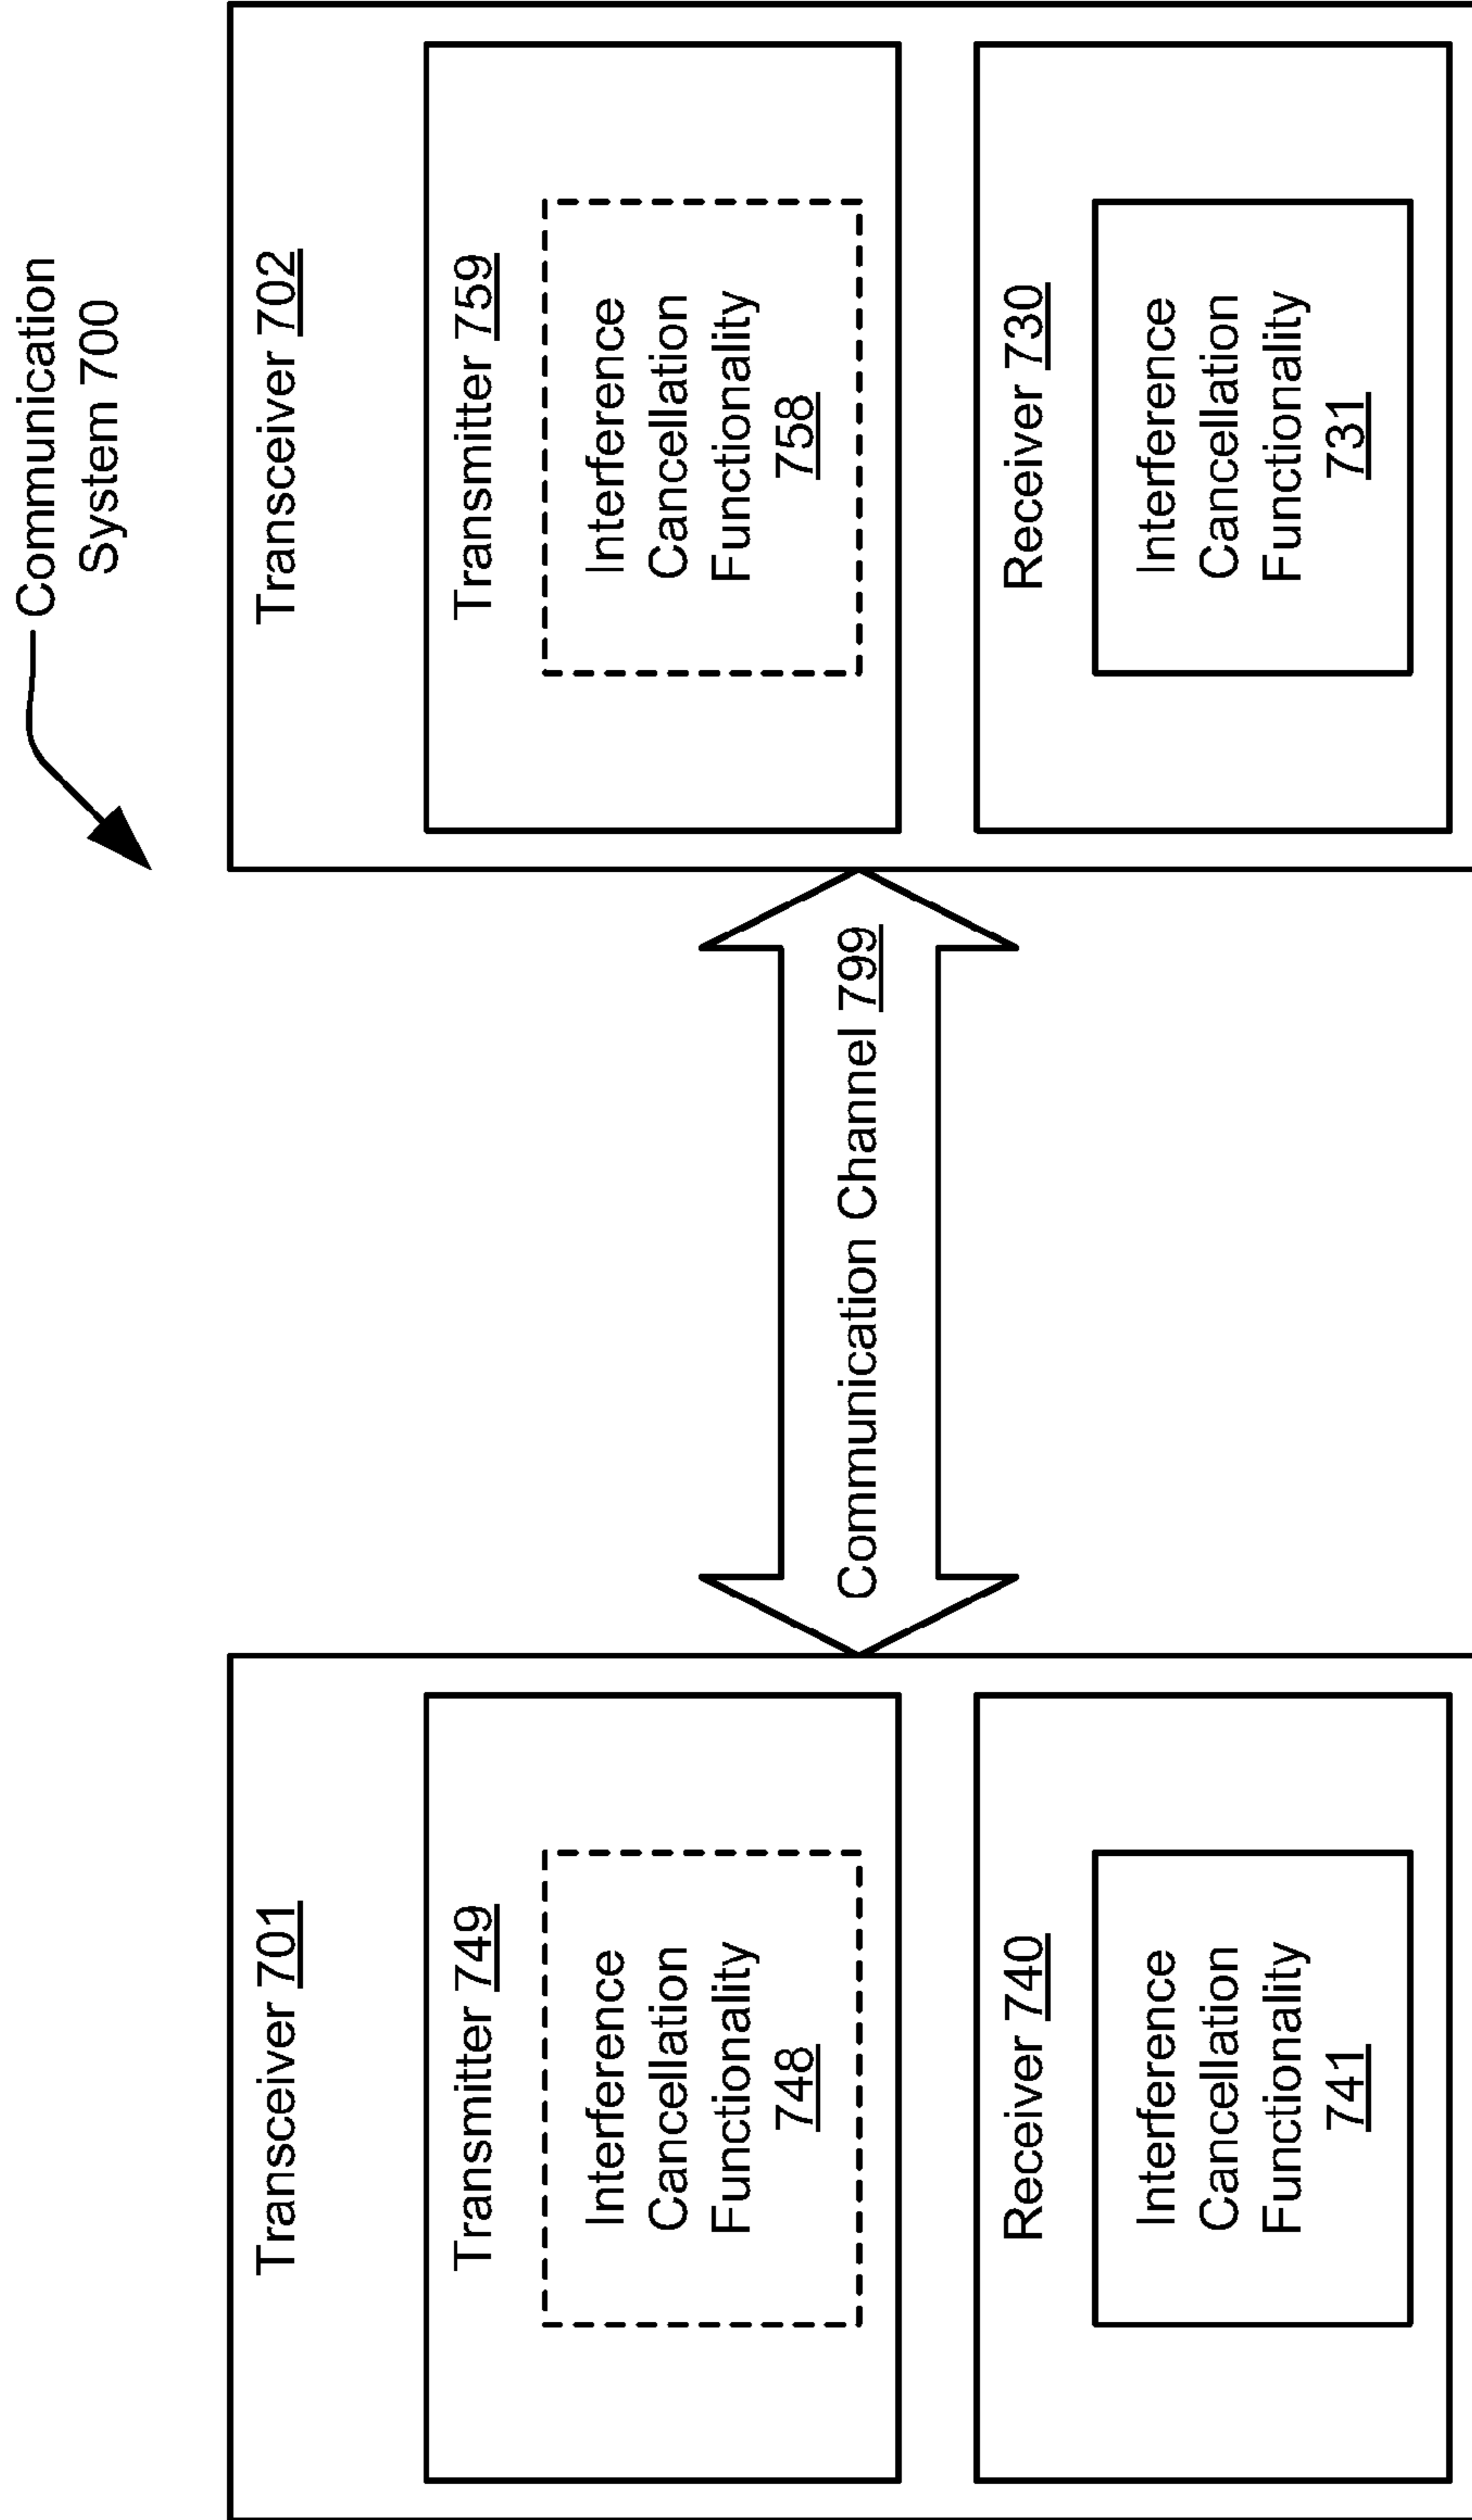 Communication
System 700
Transceiver 701
Transmitter 749
Interference
Cancellation
Functionality
748
Receiver 740
Interference
Cancellation
Functionality
741
Communication Channel 799
Transceiver 702
Transmitter 759
Interference
Cancellation
Functionality
758
Receiver 730
Interference
Cancellation
Functionality
731